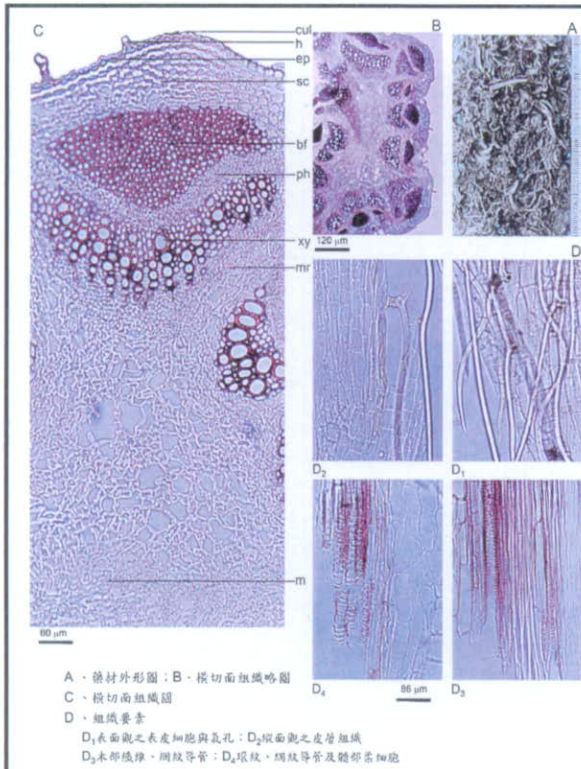 C
B
A
cul
h
ep
sc
bf
ph
xy
mr
m
120 μm
D
D₂
D₁
D₄
D₃
80 μm
86 μm
A、藥材外形圖；B、橫切面組織略圖
C、橫切面組織圖
D、組織要素
D₁表面觀之表皮細胞與氣孔；D₂縱面觀之皮層組織
D₃木部纖維、網紋導管；D₄環紋、網紋導管及髓部柔細胞